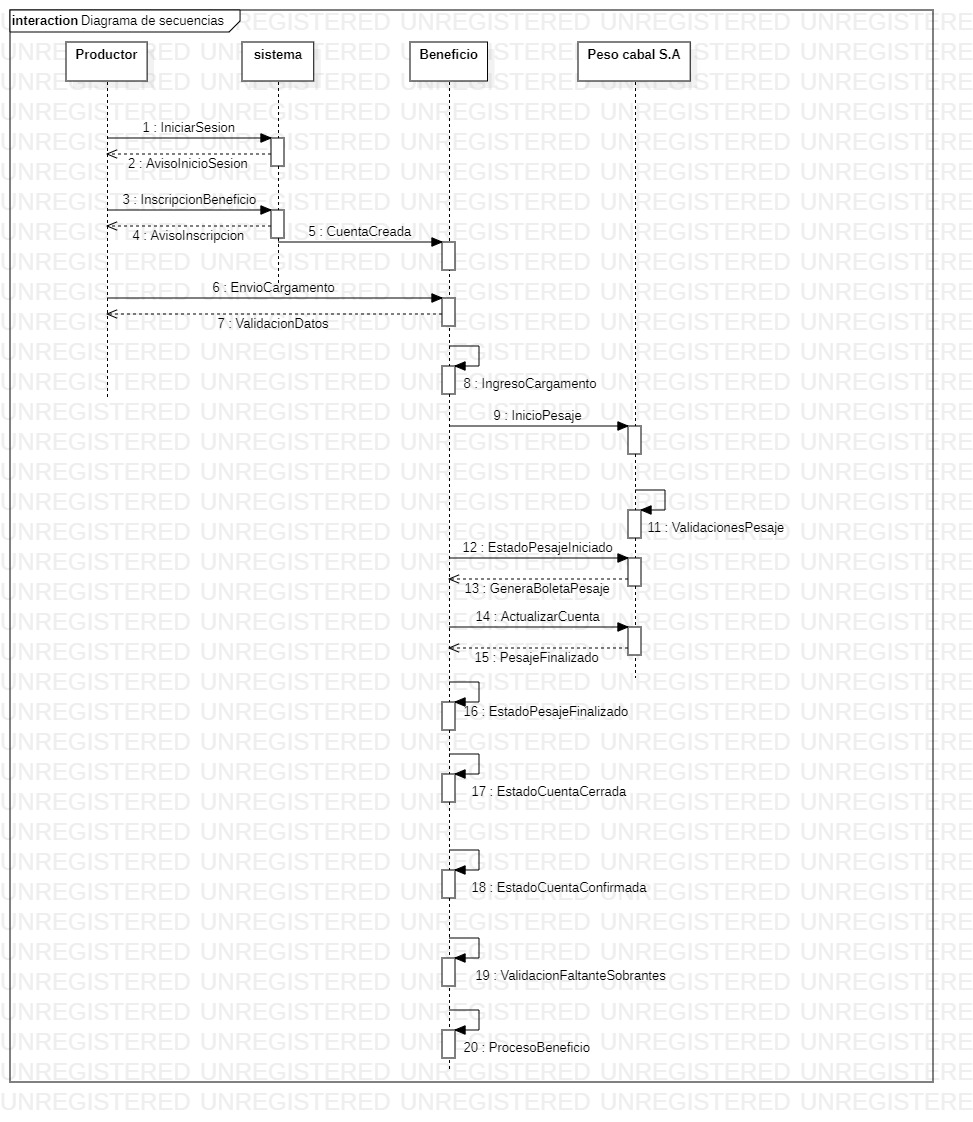 interaction Diagrama de secuencias
Productor
sistema
Beneficio
Peso cabal S.A
1 : IniciarSesion
2 : AvisoInicioSesion
3 : InscripcionBeneficio
4 : AvisoInscripcion
5 : CuentaCreada
6 : EnvioCargamento
7 : ValidacionDatos
8 : IngresoCargamento
9 : InicioPesaje
11 : ValidacionesPesaje
12 : EstadoPesajeIniciado
13 : GeneraBoletaPesaje
14 : ActualizarCuenta
15 : PesajeFinalizado
16 : EstadoPesajeFinalizado
17 : EstadoCuentaCerrada
18 : EstadoCuentaConfirmada
19 : ValidacionFaltanteSobrantes
20 : ProcesoBeneficio
UNREGISTERED UNREGISTERED UNREGISTERED UNREGISTERED UNREGISTERED